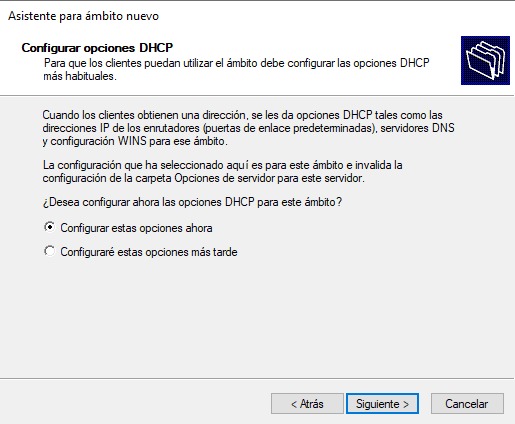 Asistente para ámbito nuevo
Configurar opciones DHCP
Para que los clientes puedan utilizar el ámbito debe configurar las opciones DHCP
más habituales.
Cuando los clientes obtienen una dirección, se les da opciones DHCP tales como las
direcciones IP de los enrutadores (puertas de enlace predeterminadas), servidores DNS
y configuración WINS para ese ámbito.
La configuración que ha seleccionado aquí es para este ámbito e invalida la
configuración de la carpeta Opciones de servidor para este servidor.
¿Desea configurar ahora las opciones DHCP para este ámbito?
Configurar estas opciones ahora
Configuraré estas opciones más tarde
< Atrás
Siguiente >
Cancelar